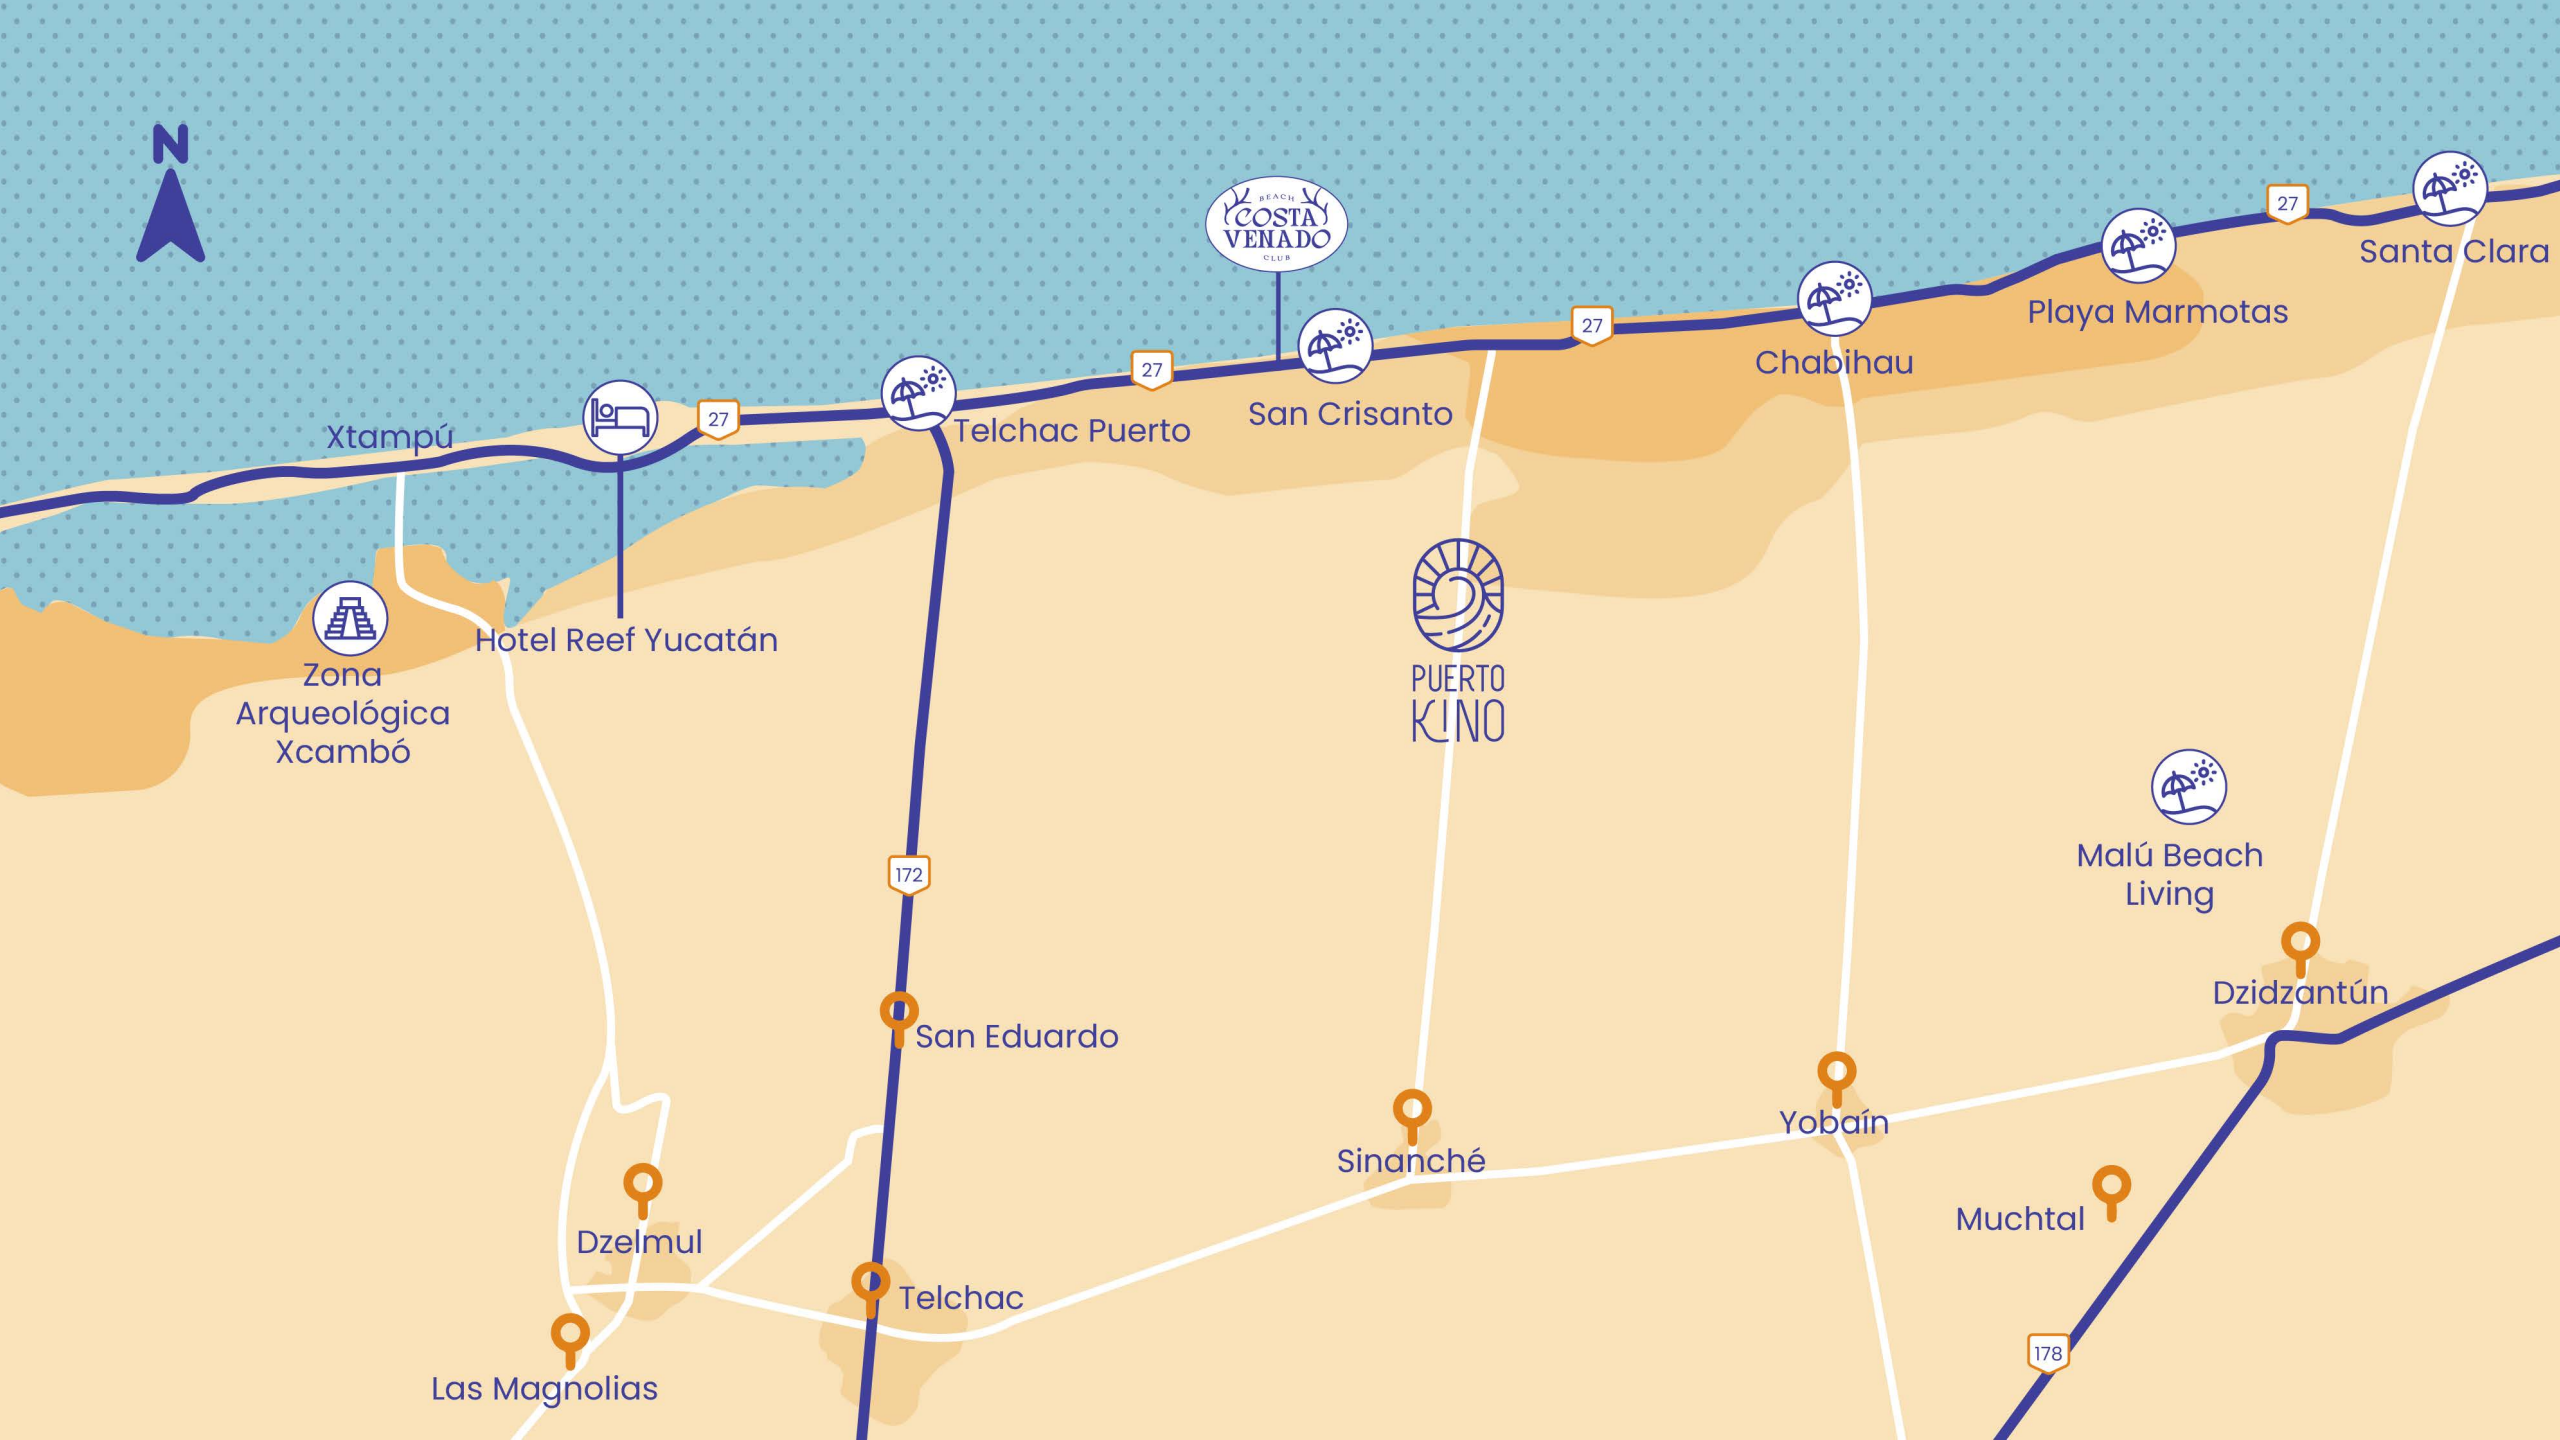 N
BEACH
COSTA
VENADO
CLUB
27
Santa Clara
Playa Marmotas
27
Chabihau
27
San Crisanto
27
Telchac Puerto
Xtampú
Hotel Reef Yucatán
Zona
Arqueológica
Xcambó
PUERTO
KINO
172
Malú Beach
Living
Dzidzantún
San Eduardo
Yobaín
Sinanché
Muchtal
Dzelmul
Telchac
178
Las Magnolias